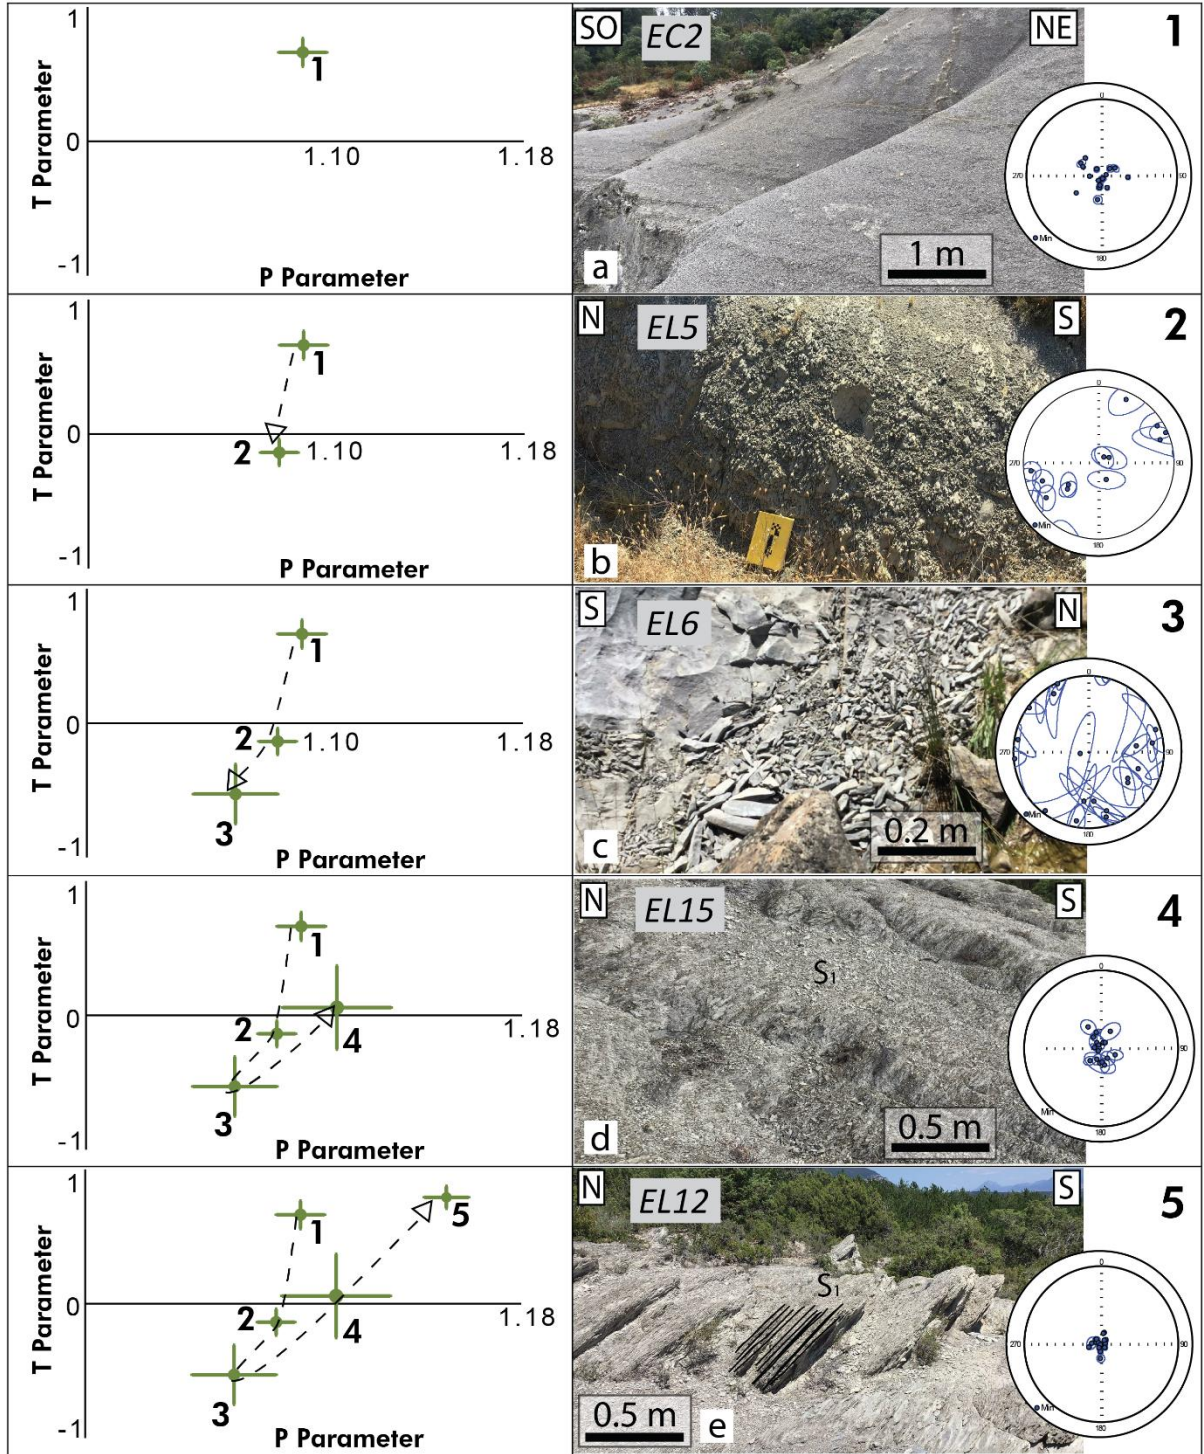 1
T Parameter
0
-1
1
1.10
1.18
P Parameter
SO
EC2
NE
1
a
1 m
0
270
90
180
Min
1
T Parameter
0
-1
1
2
1.10
1.18
P Parameter
N
EL5
S
2
b
0
270
90
180
Min
1
T Parameter
0
-1
1
2
1.10
1.18
3
P Parameter
S
EL6
N
3
c
0.2 m
0
270
90
180
Min
1
T Parameter
0
-1
1
2
1.18
4
3
P Parameter
N
EL15
S
4
S1
d
0.5 m
0
270
90
180
Min
1
T Parameter
0
-1
1
5
2
1.18
4
3
P Parameter
N
EL12
S
5
S1
0.5 m
e
0
270
90
180
Min